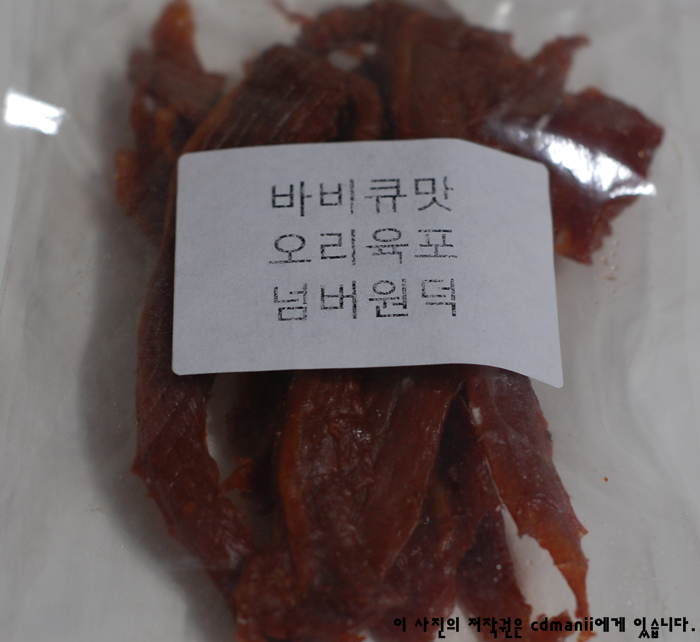 바비큐맛
오리육포
넘버원덕
이 사진의 저작권은 cdmanii에게 있습니다.